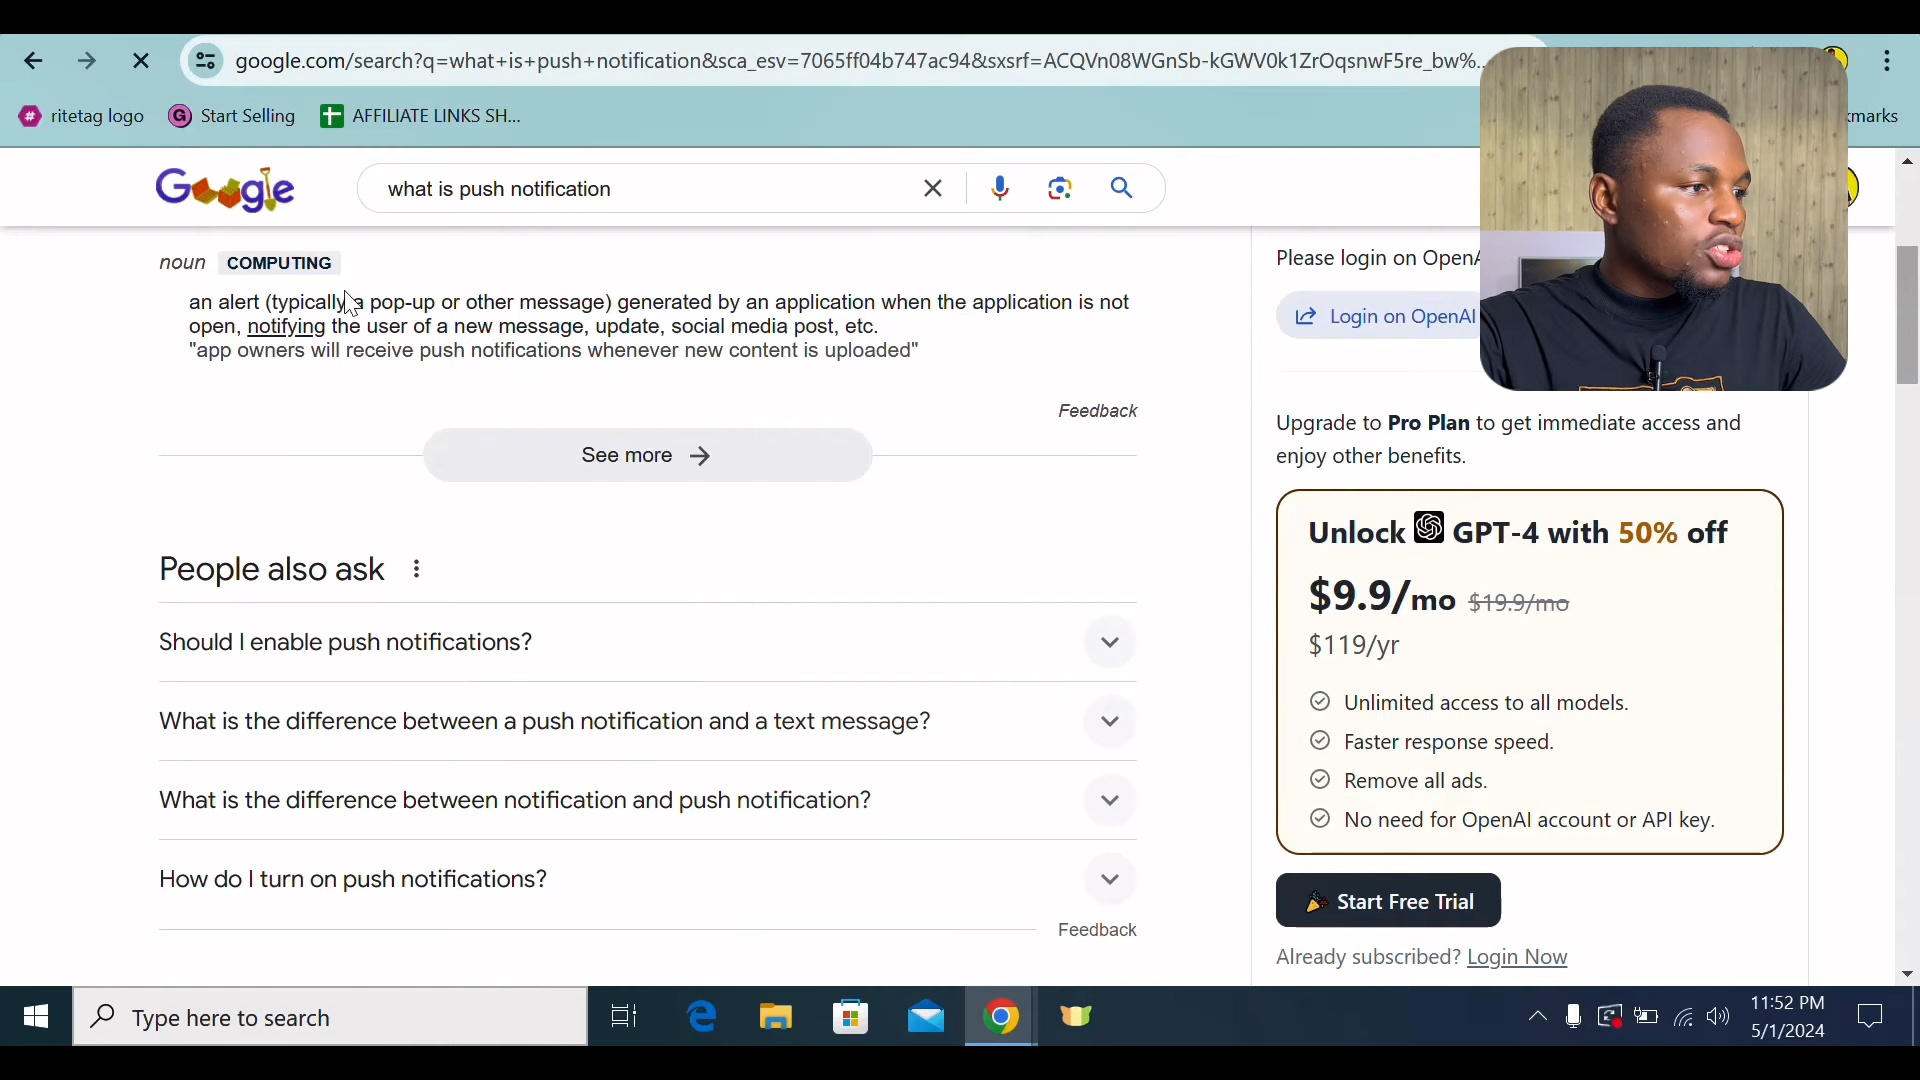 google.com/search?q=what+is+push+notification&sca_esv=7065ff04b747ac94&sxsrf=ACQVn08WGnSb-kGWV0k1ZrOqsnwF5re_bw%...
ritetag logo
Start Selling
AFFILIATE LINKS SH...
kmarks
Google
what is push notification
noun COMPUTING
an alert (typically a pop-up or other message) generated by an application when the application is not
open, notifying the user of a new message, update, social media post, etc.
"app owners will receive push notifications whenever new content is uploaded"
Feedback
See more
People also ask
Should I enable push notifications?
What is the difference between a push notification and a text message?
What is the difference between notification and push notification?
How do I turn on push notifications?
Feedback
Please login on OpenA
Login on OpenAI
Upgrade to Pro Plan to get immediate access and
enjoy other benefits.
Unlock GPT-4 with 50% off
$9.9/mo $19.9/mo
$119/yr
Unlimited access to all models.
Faster response speed.
Remove all ads.
No need for OpenAI account or API key.
Start Free Trial
Already subscribed? Login Now
Type here to search
11:52 PM
5/1/2024